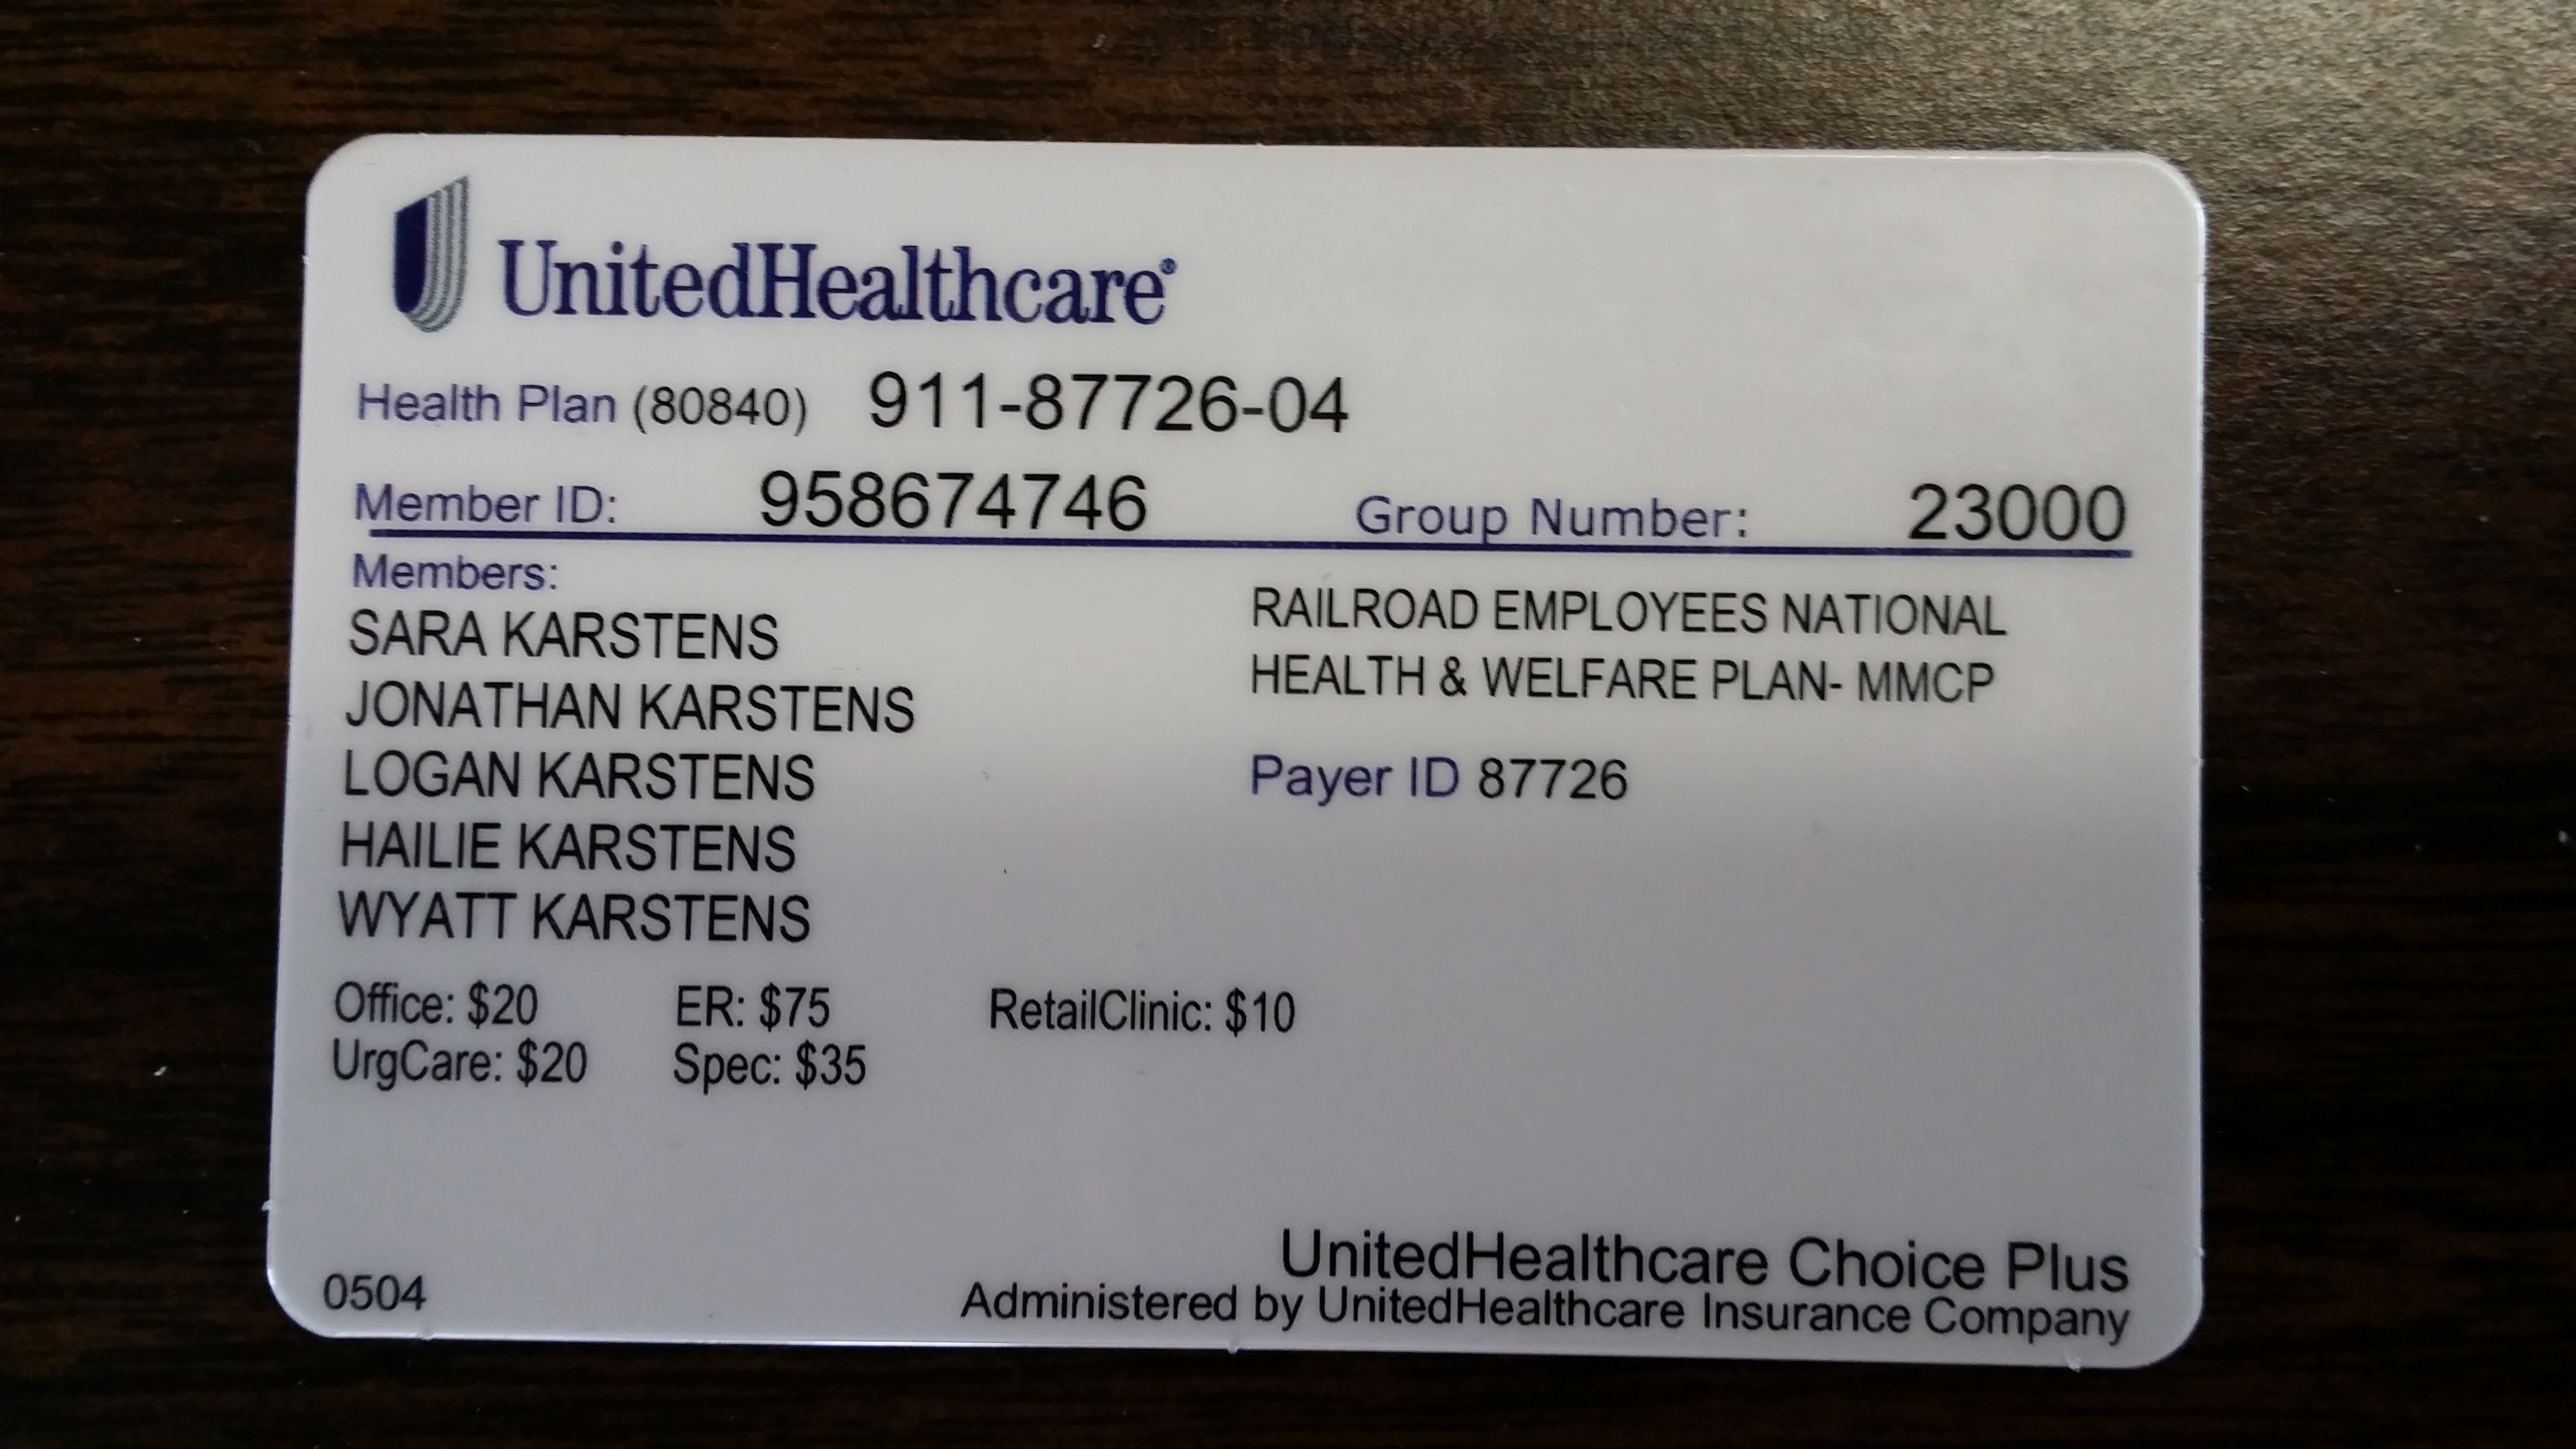 UnitedHealthcare®
Health Plan (80840) 911-87726-04
Member ID: 958674746 Group Number: 23000
Members:
SARA KARSTENS
JONATHAN KARSTENS
LOGAN KARSTENS
HAILIE KARSTENS
WYATT KARSTENS
RAILROAD EMPLOYEES NATIONAL
HEALTH & WELFARE PLAN- MMCP
Payer ID 87726
Office: $20 ER: $75 RetailClinic: $10
UrgCare: $20 Spec: $35
UnitedHealthcare Choice Plus
0504 Administered by UnitedHealthcare Insurance Company